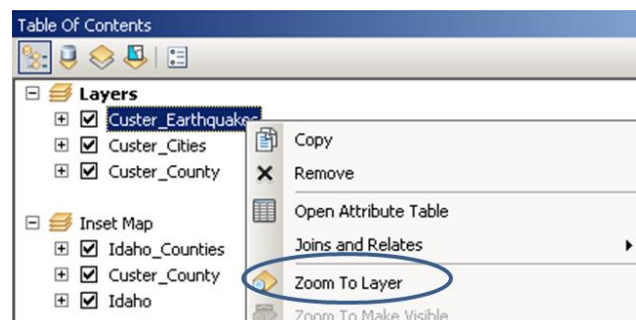 Table Of Contents
Layers
Custer_Earthquakes
Custer_Cities
Custer_County
Inset Map
Idaho_Counties
Custer_County
Idaho
Copy
Remove
Open Attribute Table
Joins and Relates
Zoom To Layer
Zoom To Make Visible